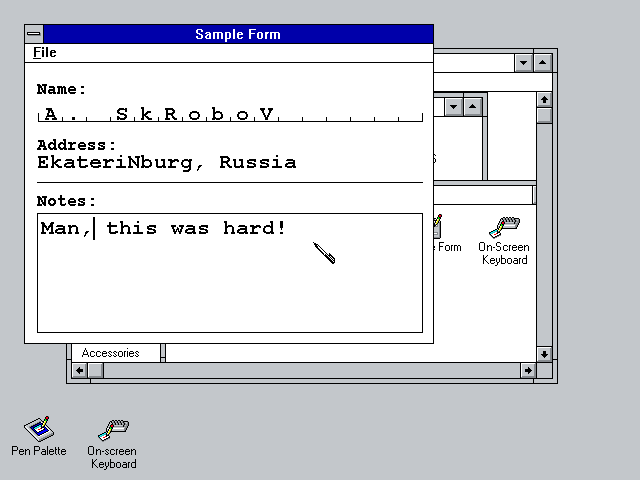 Sample Form
File
Name:
A. SkRoboV
Address:
EkateriNburg, Russia
Notes:
Man, this was hard!
Form
On-Screen
Keyboard
Accessories
Pen Palette
On-screen
Keyboard